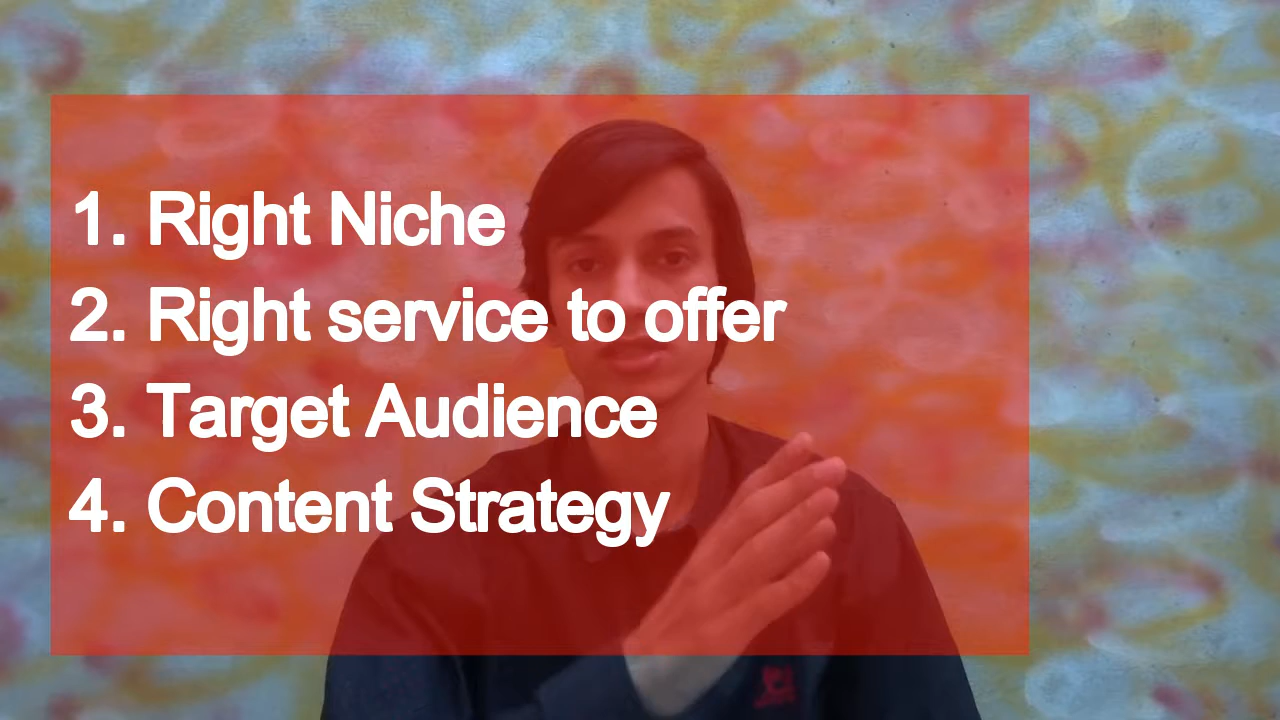 1. Right Niche
2. Right service to offer
3. Target Audience
4. Content Strategy